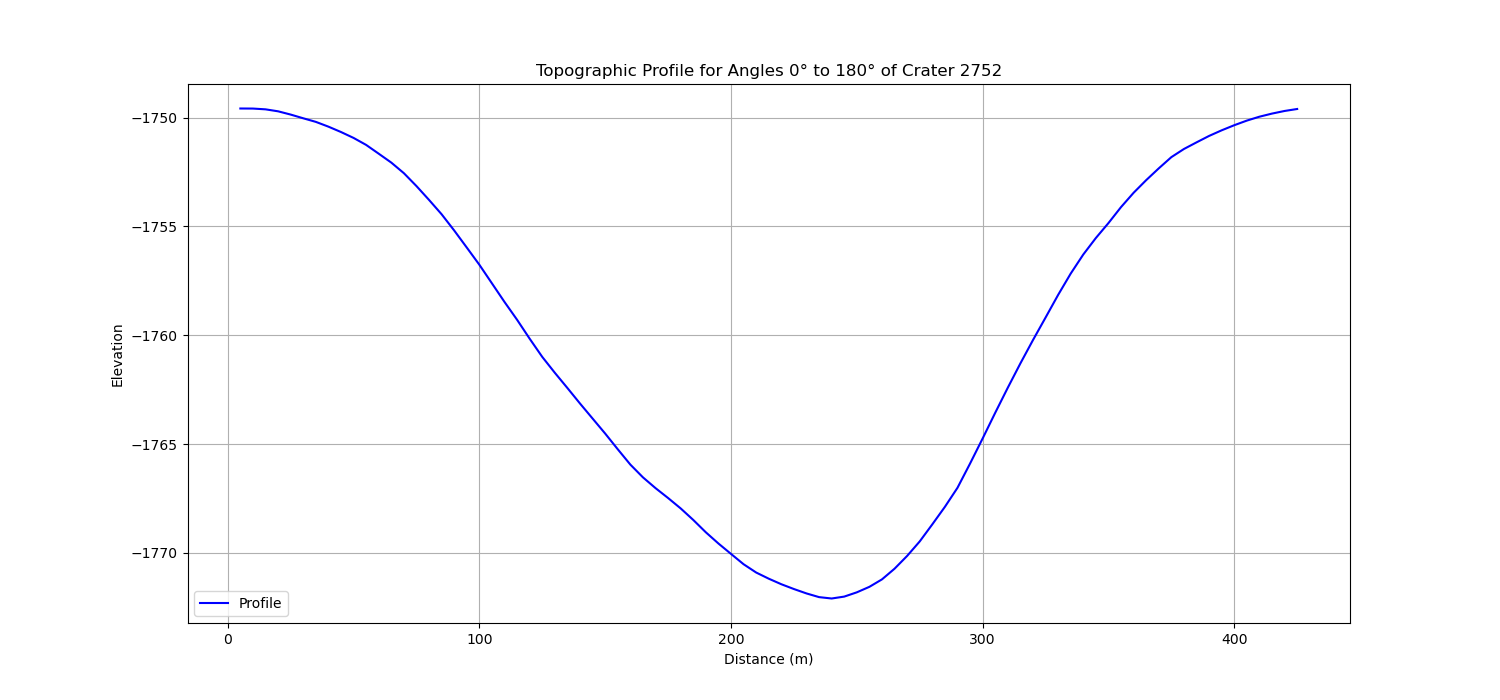 Topographic Profile for Angles 0° to 180° of Crater 2752
Elevation
−1750
−1755
−1760
−1765
−1770
Profile
0 100 200 300 400
Distance (m)